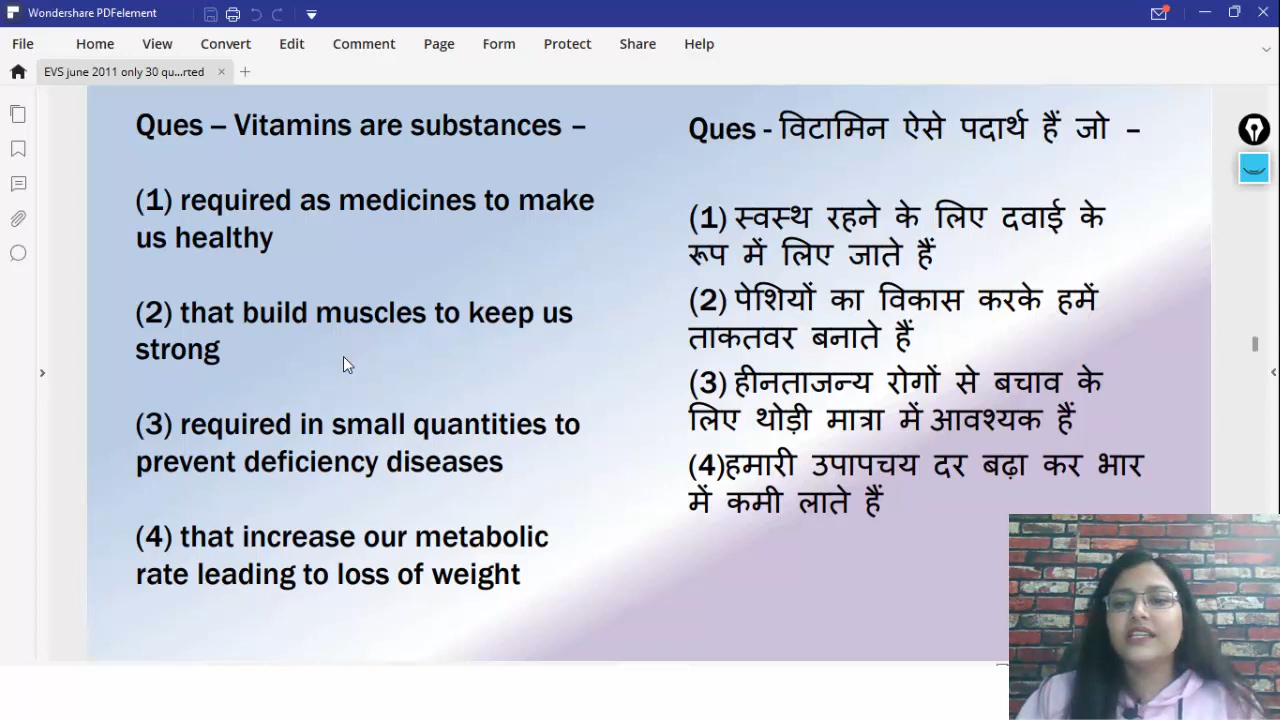 Wondershare PDFelement
File Home View Convert Edit Comment Page Form Protect Share Help
EVS june 2011 only 30 qu...rted
Ques – Vitamins are substances –
(1) required as medicines to make
us healthy
(2) that build muscles to keep us
strong
(3) required in small quantities to
prevent deficiency diseases
(4) that increase our metabolic
rate leading to loss of weight
Ques - विटामिन ऐसे पदार्थ हैं जो –
(1) स्वस्थ रहने के लिए दवाई के
रूप में लिए जाते हैं
(2) पेशियों का विकास करके हमें
ताकतवर बनाते हैं
(3) हीनताजन्य रोगों से बचाव के
लिए थोड़ी मात्रा में आवश्यक हैं
(4)हमारी उपापचय दर बढ़ा कर भार
में कमी लाते हैं